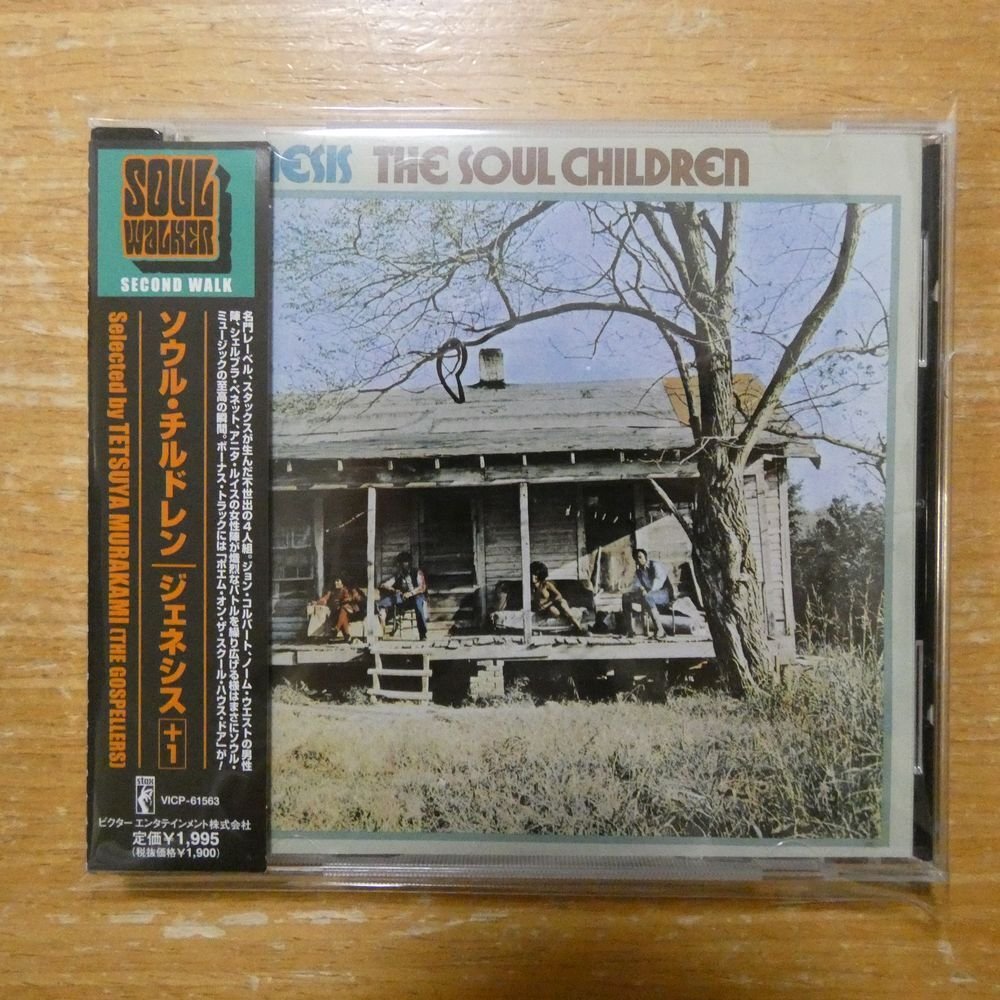 NESIS THE SOUL CHILDREN
SOUL
WALKER
SECOND WALK
ソウル・チルドレン/ジェネシス +1
Selected by TETSUYA MURAKAMI (THE GOSPELLERS)
名門レーベル、スタックスが生んだ不世出の4人組。ジョン・コルバート、ノーム・ウエストの男性
陣、シェルブラ・ベネット、アニタ・ルイスの女性陣が熾烈なバトルを繰り広げる様はまさにソウル・
ミュージックの至高の瞬間。ボーナス・トラックには「ポエム・オン・ザ・スクール・ハウス・ドア」が!
stax
VICP-61563
ビクター エンタテインメント株式会社
定価¥1,995
(税抜価格¥1,900)